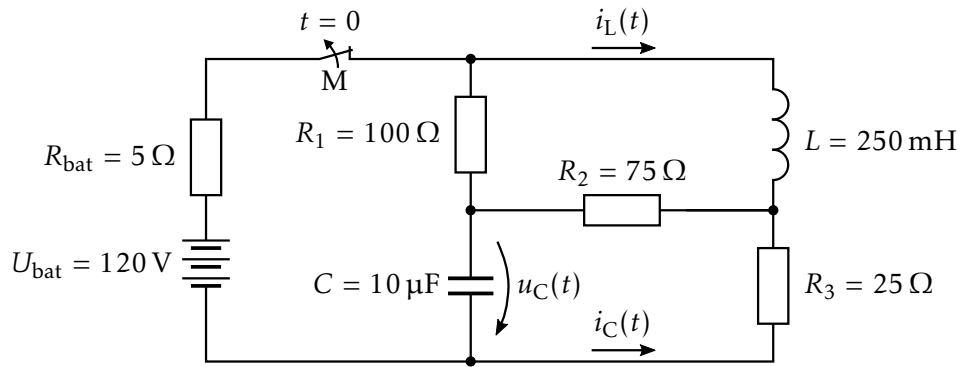 t = 0
i_L(t)
M
R_1 = 100 Ω
R_bat = 5 Ω
L = 250 mH
R_2 = 75 Ω
U_bat = 120 V
C = 10 µF
u_C(t)
R_3 = 25 Ω
i_C(t)